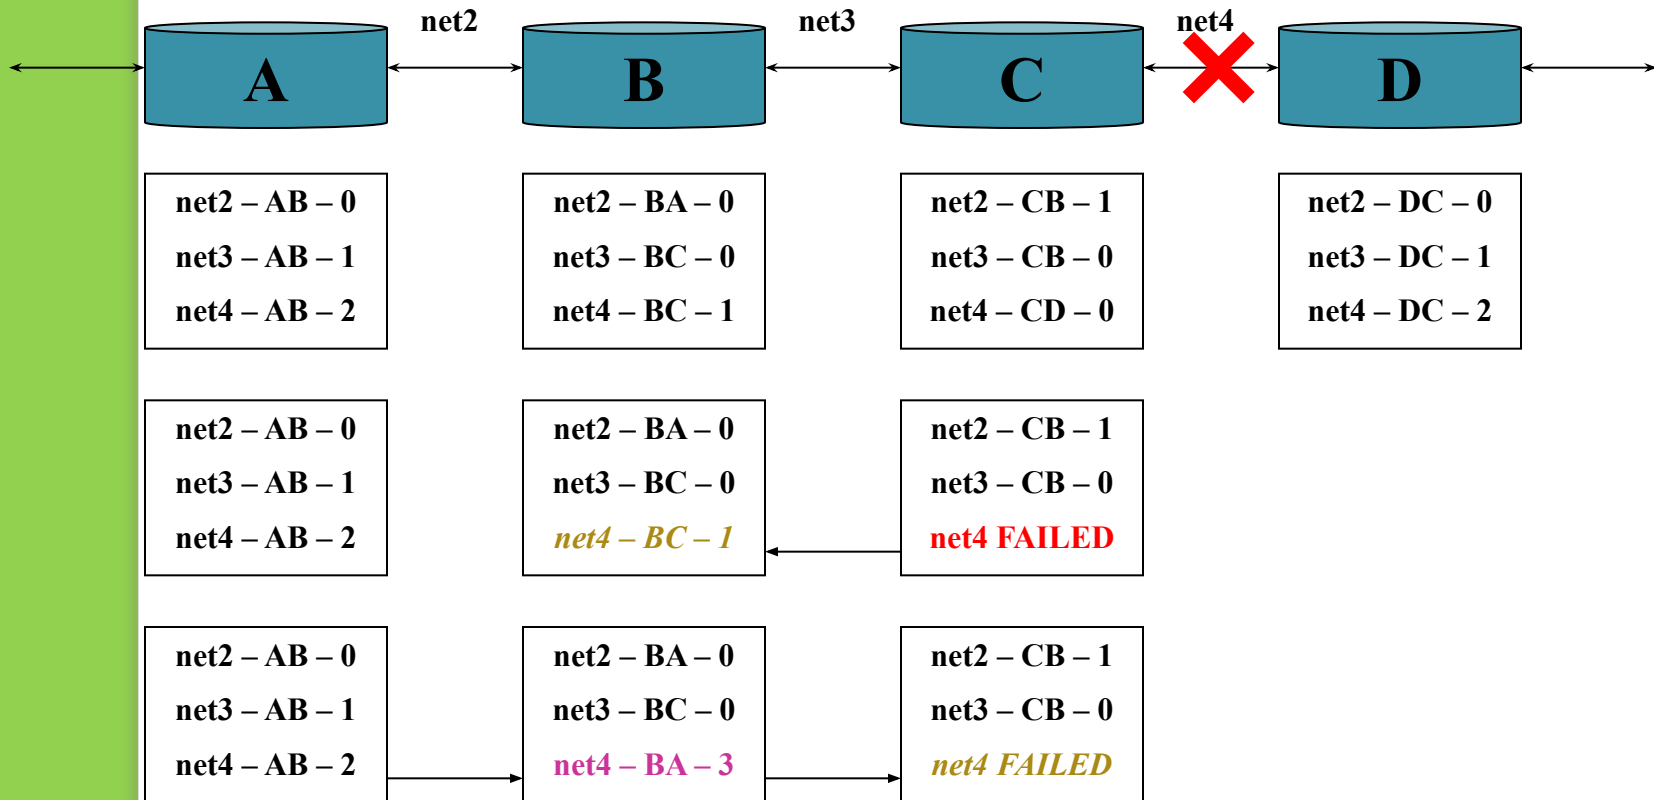 net2
net3
net4
A
B
C
D
net2 – AB – 0
net3 – AB – 1
net4 – AB – 2
net2 – BA – 0
net3 – BC – 0
net4 – BC – 1
net2 – CB – 1
net3 – CB – 0
net4 – CD – 0
net2 – DC – 0
net3 – DC – 1
net4 – DC – 2
net2 – AB – 0
net3 – AB – 1
net4 – AB – 2
net2 – BA – 0
net3 – BC – 0
net4 – BC – 1
net2 – CB – 1
net3 – CB – 0
net4 FAILED
net2 – AB – 0
net3 – AB – 1
net4 – AB – 2
net2 – BA – 0
net3 – BC – 0
net4 – BA – 3
net2 – CB – 1
net3 – CB – 0
net4 FAILED